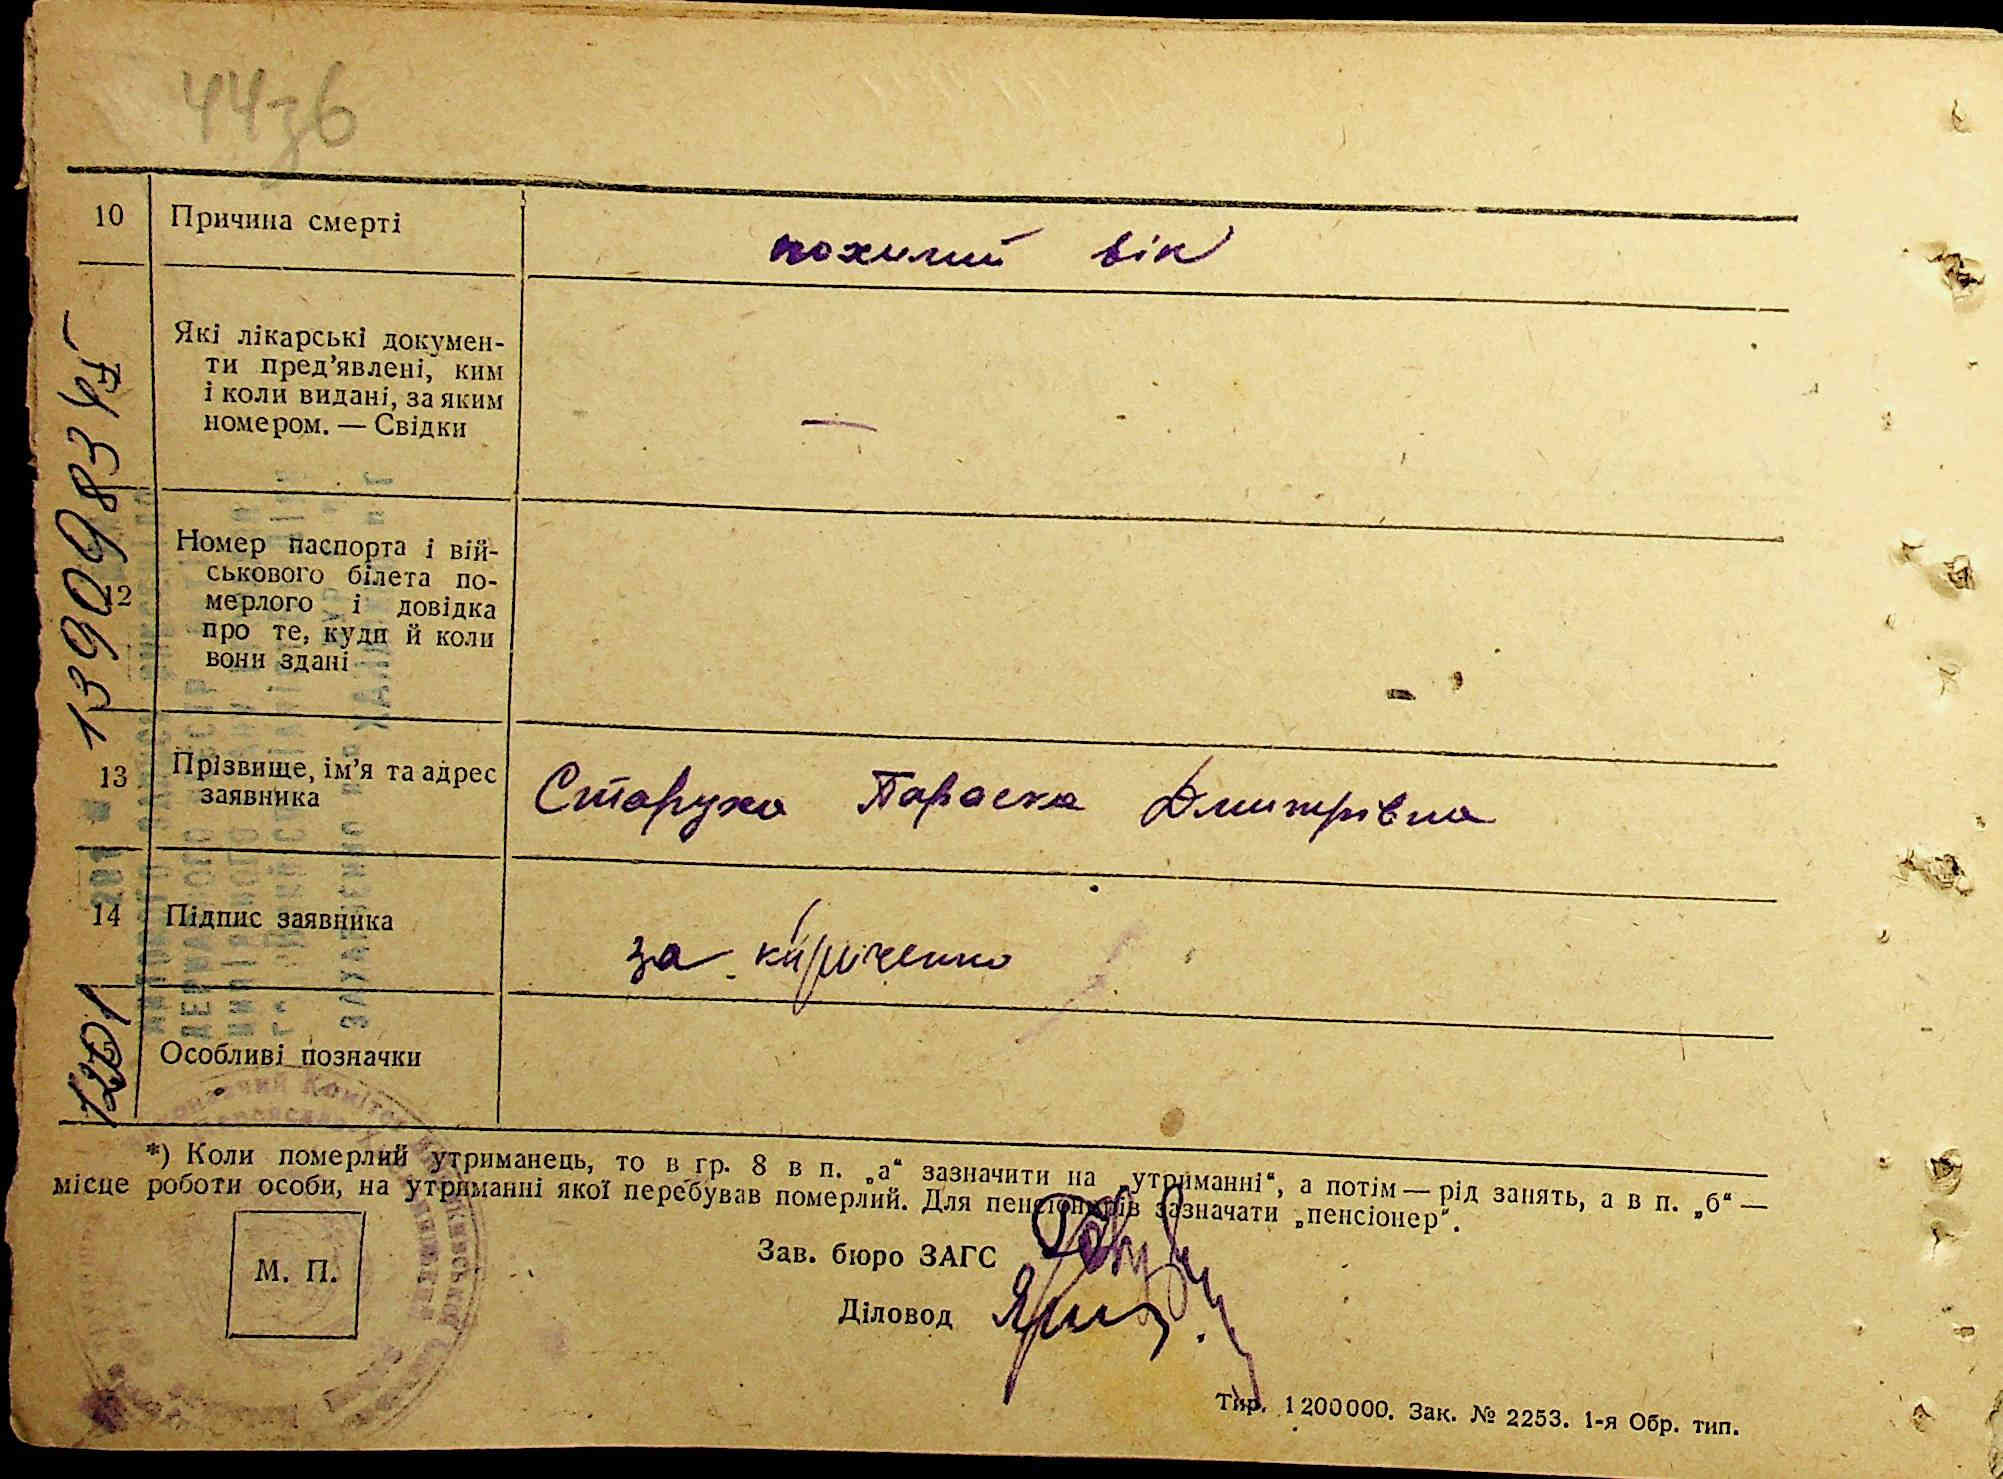 44зб
10 Причина смерті похилий вік
Які лікарські докумен-
ти пред’явлені, ким
і коли видані, за яким
номером. — Свідки —
Номер паспорта і вій-
ськового білета по-
12 мерлого і довідка
про те, куди й коли
вони здані
13 Прізвище, ім’я та адрес
заявника Старуха Параска Дмитрівна
14 Підпис заявника за Кириченко
Особливі позначки
*) Коли померлий утриманець, то в гр. 8 в п. „а“ зазначити на „утриманні“, а потім — рід занять, а в п. „б“ —
місце роботи особи, на утриманні якої перебував померлий. Для пенсіонерів зазначати „пенсіонер“.
М. П.
Зав. бюро ЗАГС
Діловод
Тир. 1200000. Зак. № 2253. 1-я Обр. тип.
1201